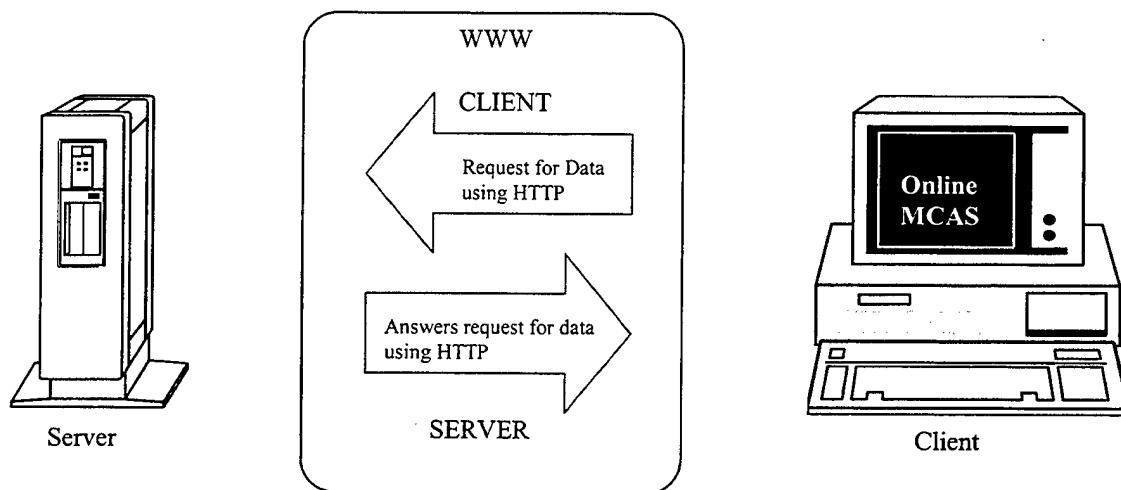 WWW
CLIENT
Request for Data
using HTTP
Online
MCAS
Answers request for data
using HTTP
SERVER
Server
Client